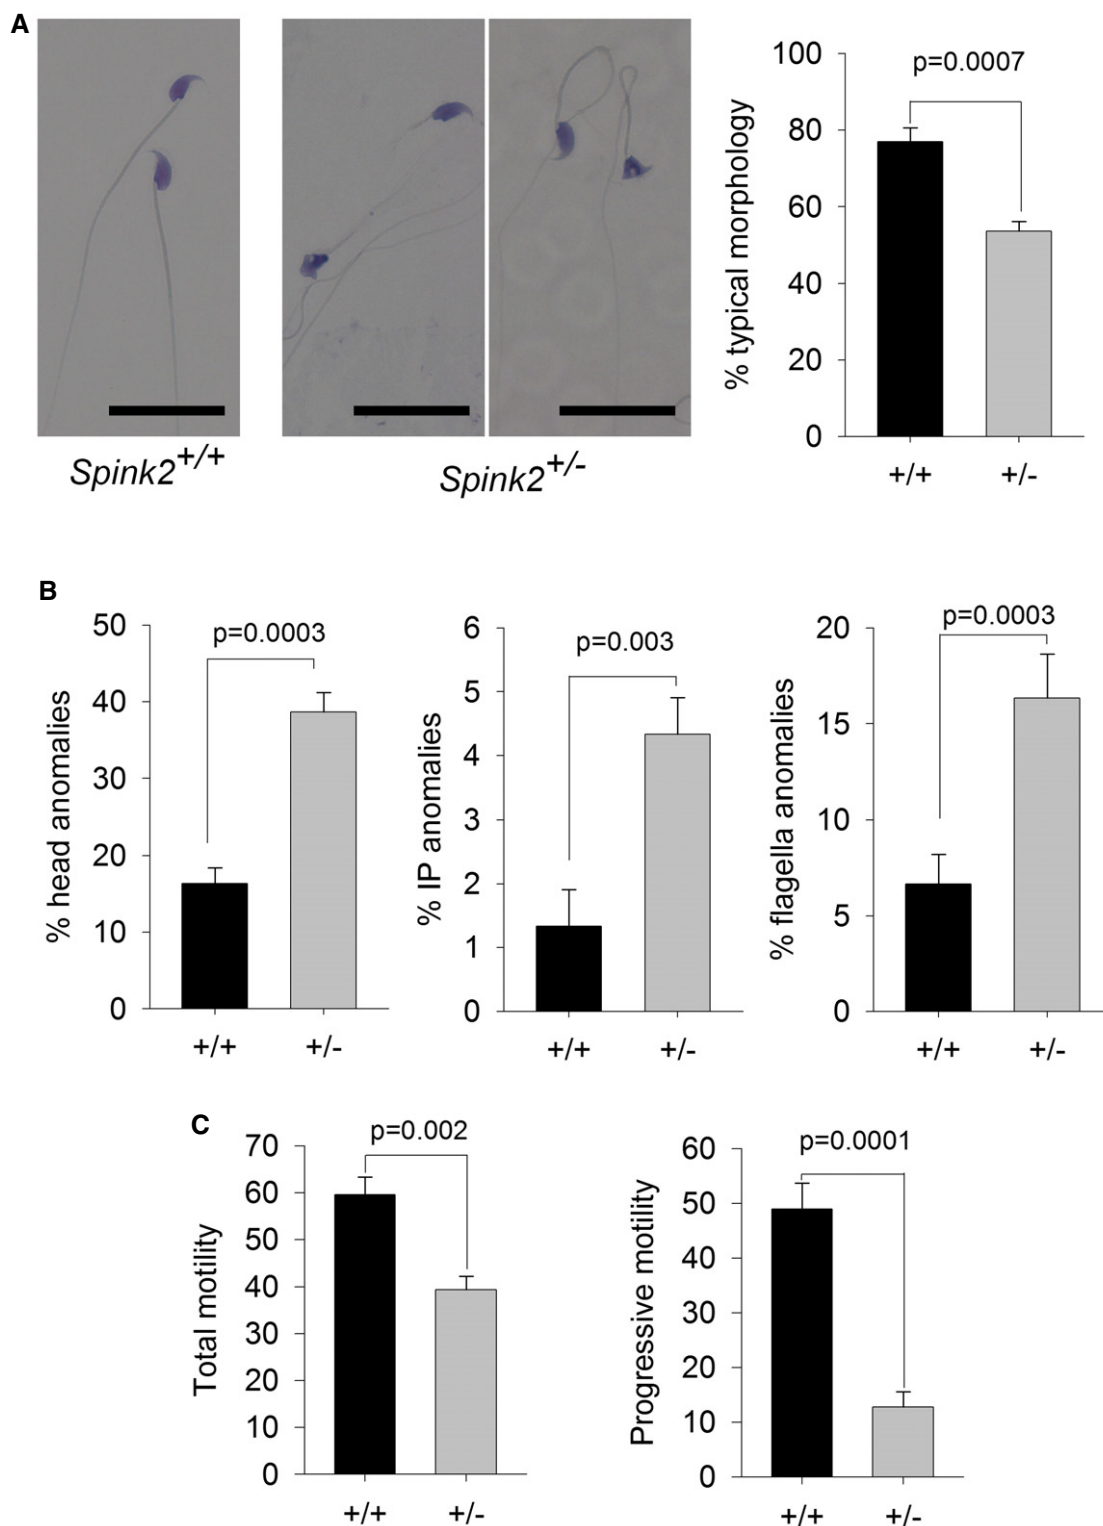 A
Spink2+/+
Spink2+/-
p=0.0007
% typical morphology
100
80
60
40
20
0
+/+ +/-
B
p=0.0003
% head anomalies
50
40
30
20
10
0
+/+ +/-
p=0.003
% IP anomalies
6
5
4
3
2
1
0
+/+ +/-
p=0.0003
% flagella anomalies
20
15
10
5
0
+/+ +/-
C
p=0.002
Total motility
70
60
50
40
30
20
10
0
+/+ +/-
p=0.0001
Progressive motility
60
50
40
30
20
10
0
+/+ +/-